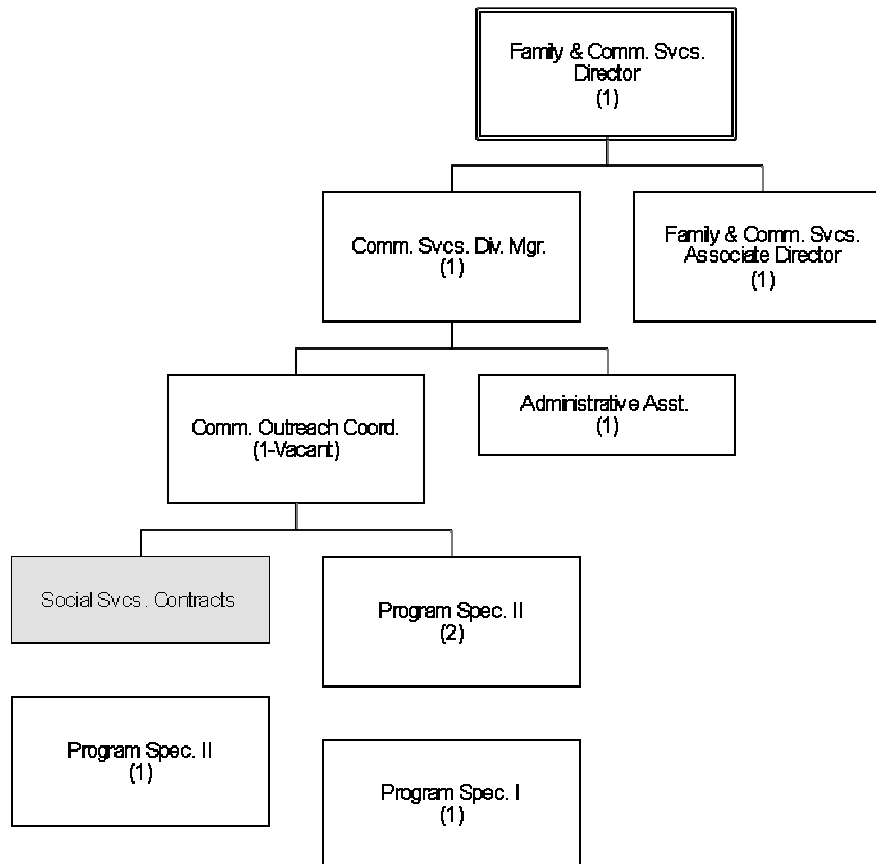 Family & Comm. Svcs.
Director
(1)
Comm. Svcs. Div. Mgr.
(1)
Family & Comm. Svcs.
Associate Director
(1)
Comm. Outreach Coord.
(1-Vacant)
Administrative Asst.
(1)
Social Svcs. Contracts
Program Spec. II
(2)
Program Spec. II
(1)
Program Spec. I
(1)